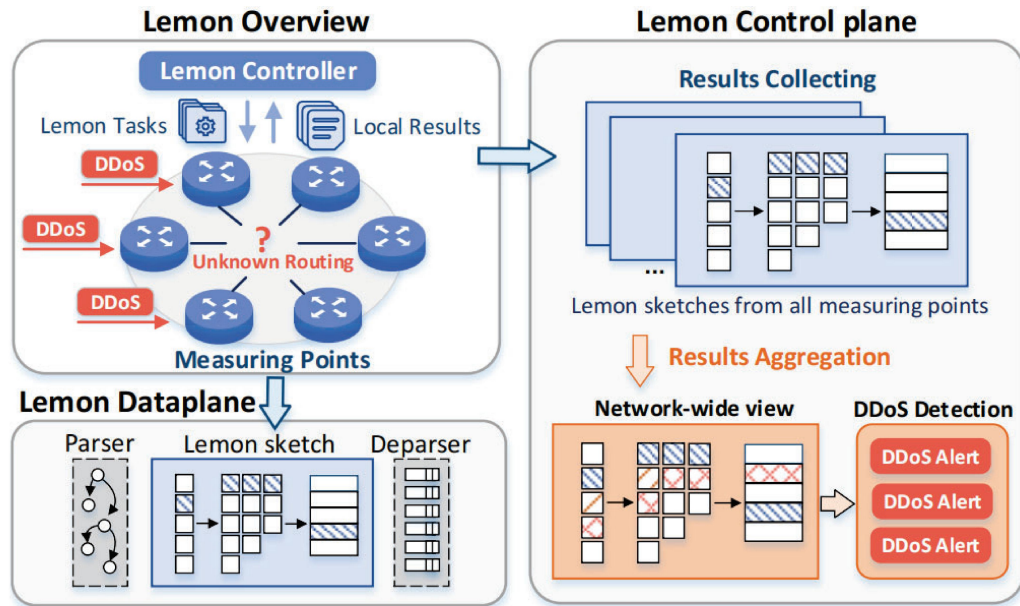 Lemon Overview
Lemon Controller
Lemon Tasks
Local Results
DDoS
DDoS
DDoS
?
Unknown Routing
Measuring Points
Lemon Dataplane
Parser
Lemon sketch
Deparser
Lemon Control plane
Results Collecting
...
Lemon sketches from all measuring points
Results Aggregation
Network-wide view
DDoS Detection
DDoS Alert
DDoS Alert
DDoS Alert